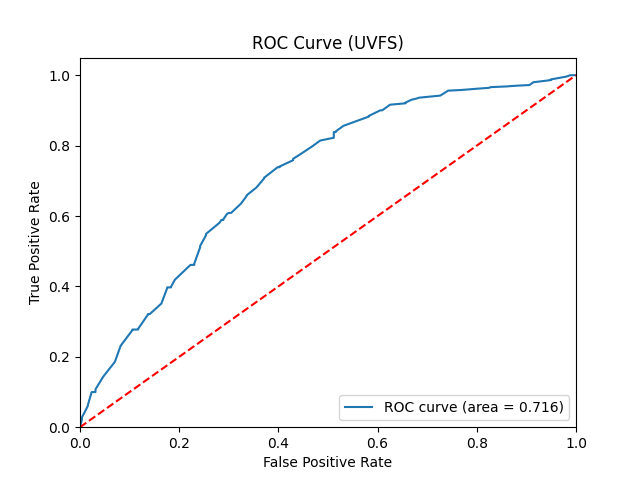 ROC Curve (UVFS)
True Positive Rate
1.0
0.8
0.6
0.4
0.2
0.0
0.0 0.2 0.4 0.6 0.8 1.0
False Positive Rate
ROC curve (area = 0.716)